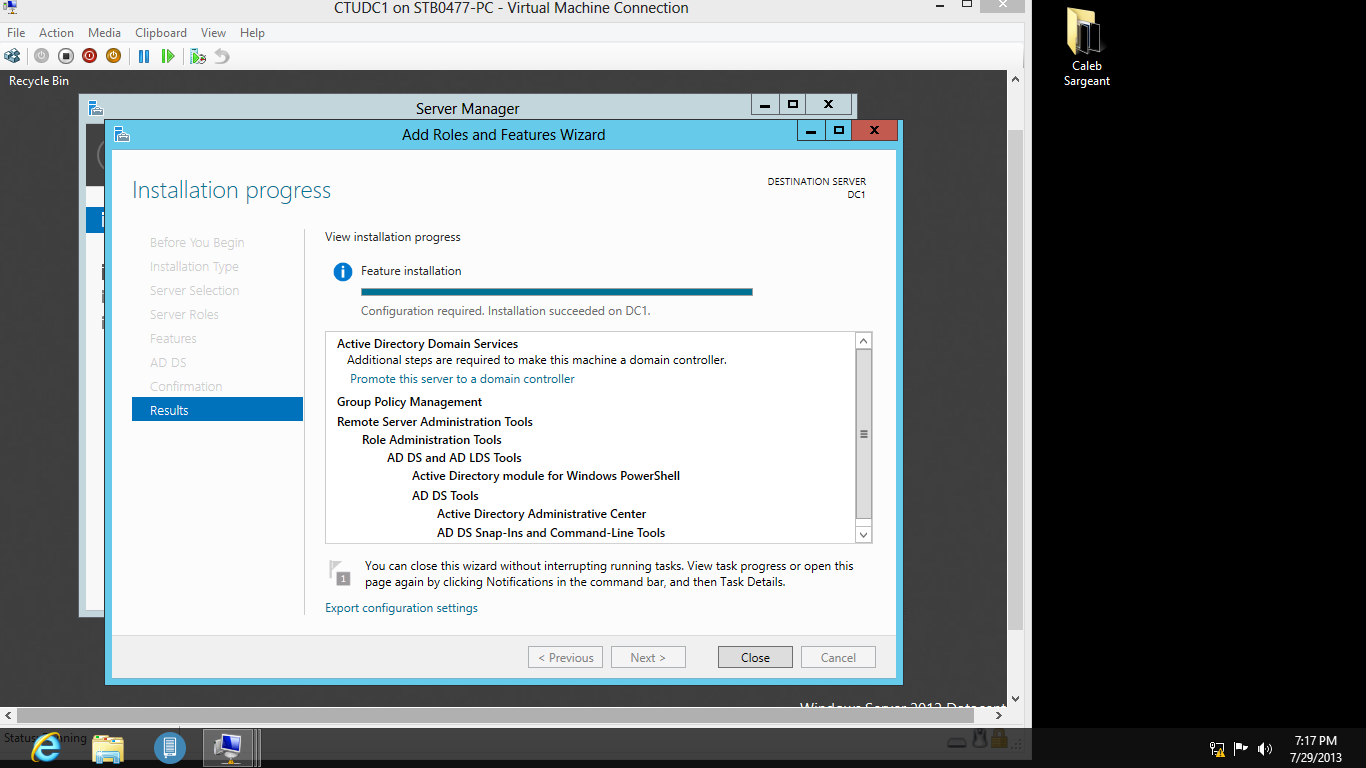 CTUDC1 on STB0477-PC - Virtual Machine Connection
File Action Media Clipboard View Help
Recycle Bin
Caleb
Sargeant
Server Manager
Add Roles and Features Wizard
Installation progress
DESTINATION SERVER
DC1
Before You Begin
Installation Type
Server Selection
Server Roles
Features
AD DS
Confirmation
Results
View installation progress
Feature installation
Configuration required. Installation succeeded on DC1.
Active Directory Domain Services
Additional steps are required to make this machine a domain controller.
Promote this server to a domain controller
Group Policy Management
Remote Server Administration Tools
Role Administration Tools
AD DS and AD LDS Tools
Active Directory module for Windows PowerShell
AD DS Tools
Active Directory Administrative Center
AD DS Snap-Ins and Command-Line Tools
1
You can close this wizard without interrupting running tasks. View task progress or open this
page again by clicking Notifications in the command bar, and then Task Details.
Export configuration settings
< Previous Next > Close Cancel
Windows Server 2012 Datacent
7:17 PM
7/29/2013